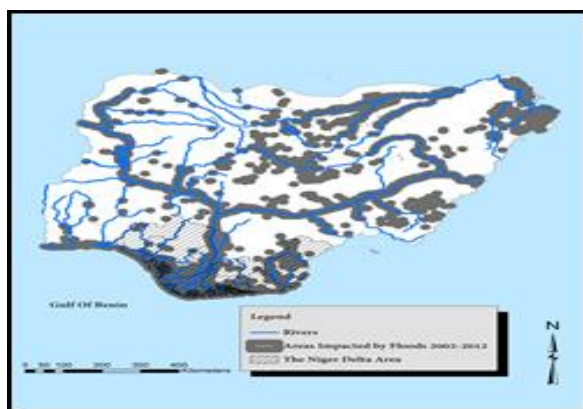 Gulf Of Benin
Legend
Rivers
Areas Impacted by Floods 2002-2012
The Niger Delta Area
N
0 50 100 200 300 400
Kilometers